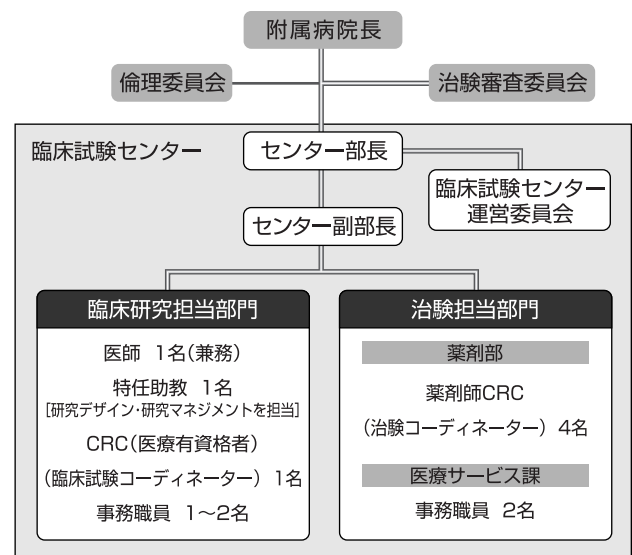 附属病院長
倫理委員会
治験審査委員会
臨床試験センター
センター部長
臨床試験センター
運営委員会
センター副部長
臨床研究担当部門
医師 1名(兼務)
特任助教 1名
[研究デザイン・研究マネジメントを担当]
CRC(医療有資格者)
(臨床試験コーディネーター) 1名
事務職員 1～2名
治験担当部門
薬剤部
薬剤師CRC
(治験コーディネーター) 4名
医療サービス課
事務職員 2名